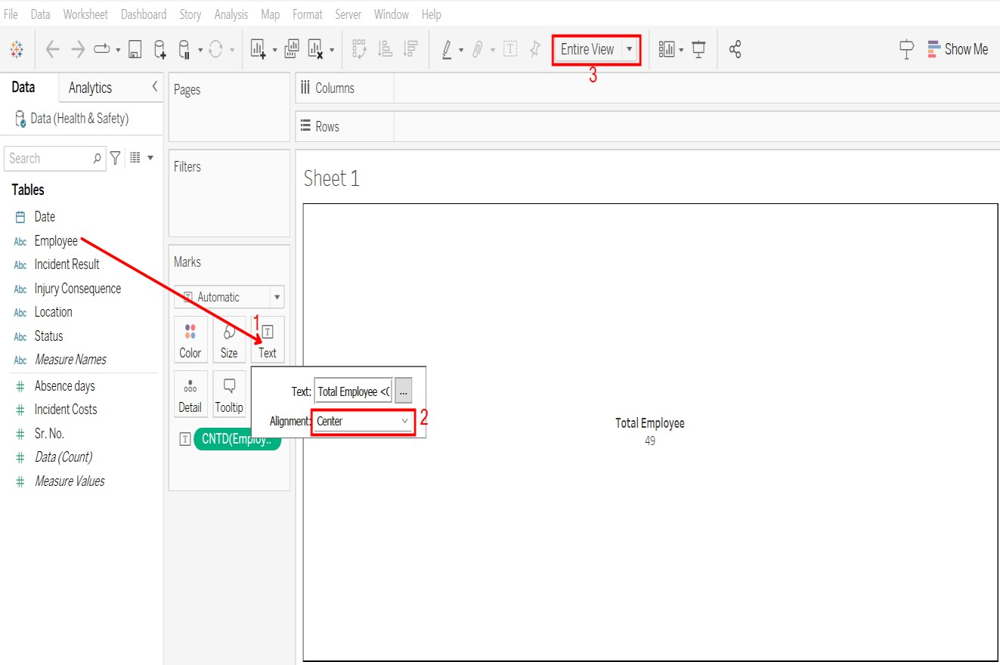 File Data Worksheet Dashboard Story Analysis Map Format Server Window Help
Entire View
Show Me
3
Data Analytics
Data (Health & Safety)
Search
Tables
Date
Abc Employee
Abc Incident Result
Abc Injury Consequence
Abc Location
Abc Status
Abc Measure Names
# Absence days
# Incident Costs
# Sr. No.
# Data (Count)
# Measure Values
Pages
Filters
Marks
T Automatic
1
T
Color Size Text
Detail Tooltip
Text: Total Employee <( ...
Alignment: Center
2
T CNTD(Employ..
Columns
Rows
Sheet 1
Total Employee
49